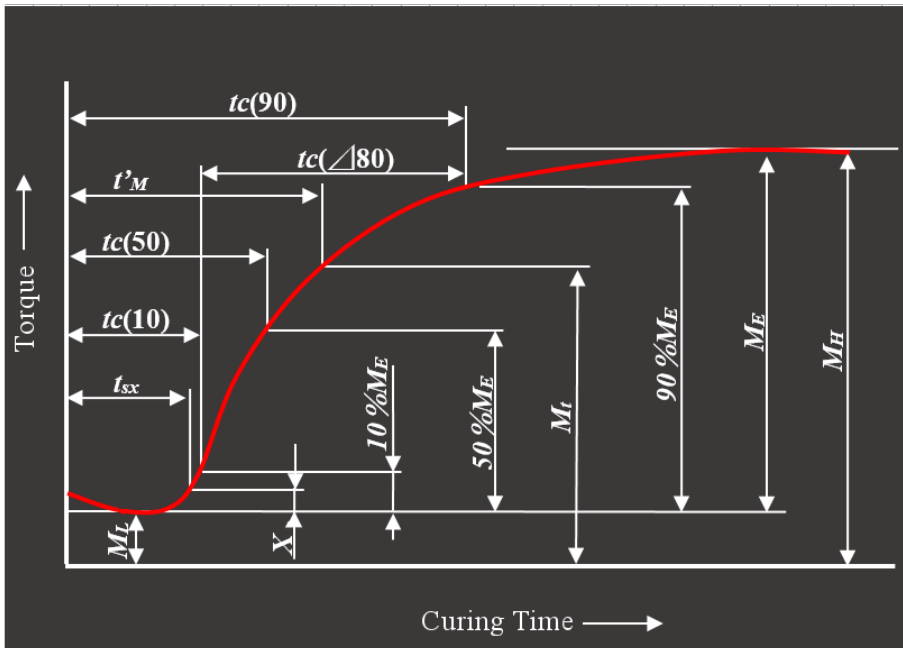 tc(90)
tc(⊿80)
t’M
tc(50)
tc(10)
tsx
Torque
ML
X
10%ME
50%ME
Mt
90%ME
ME
MH
Curing Time